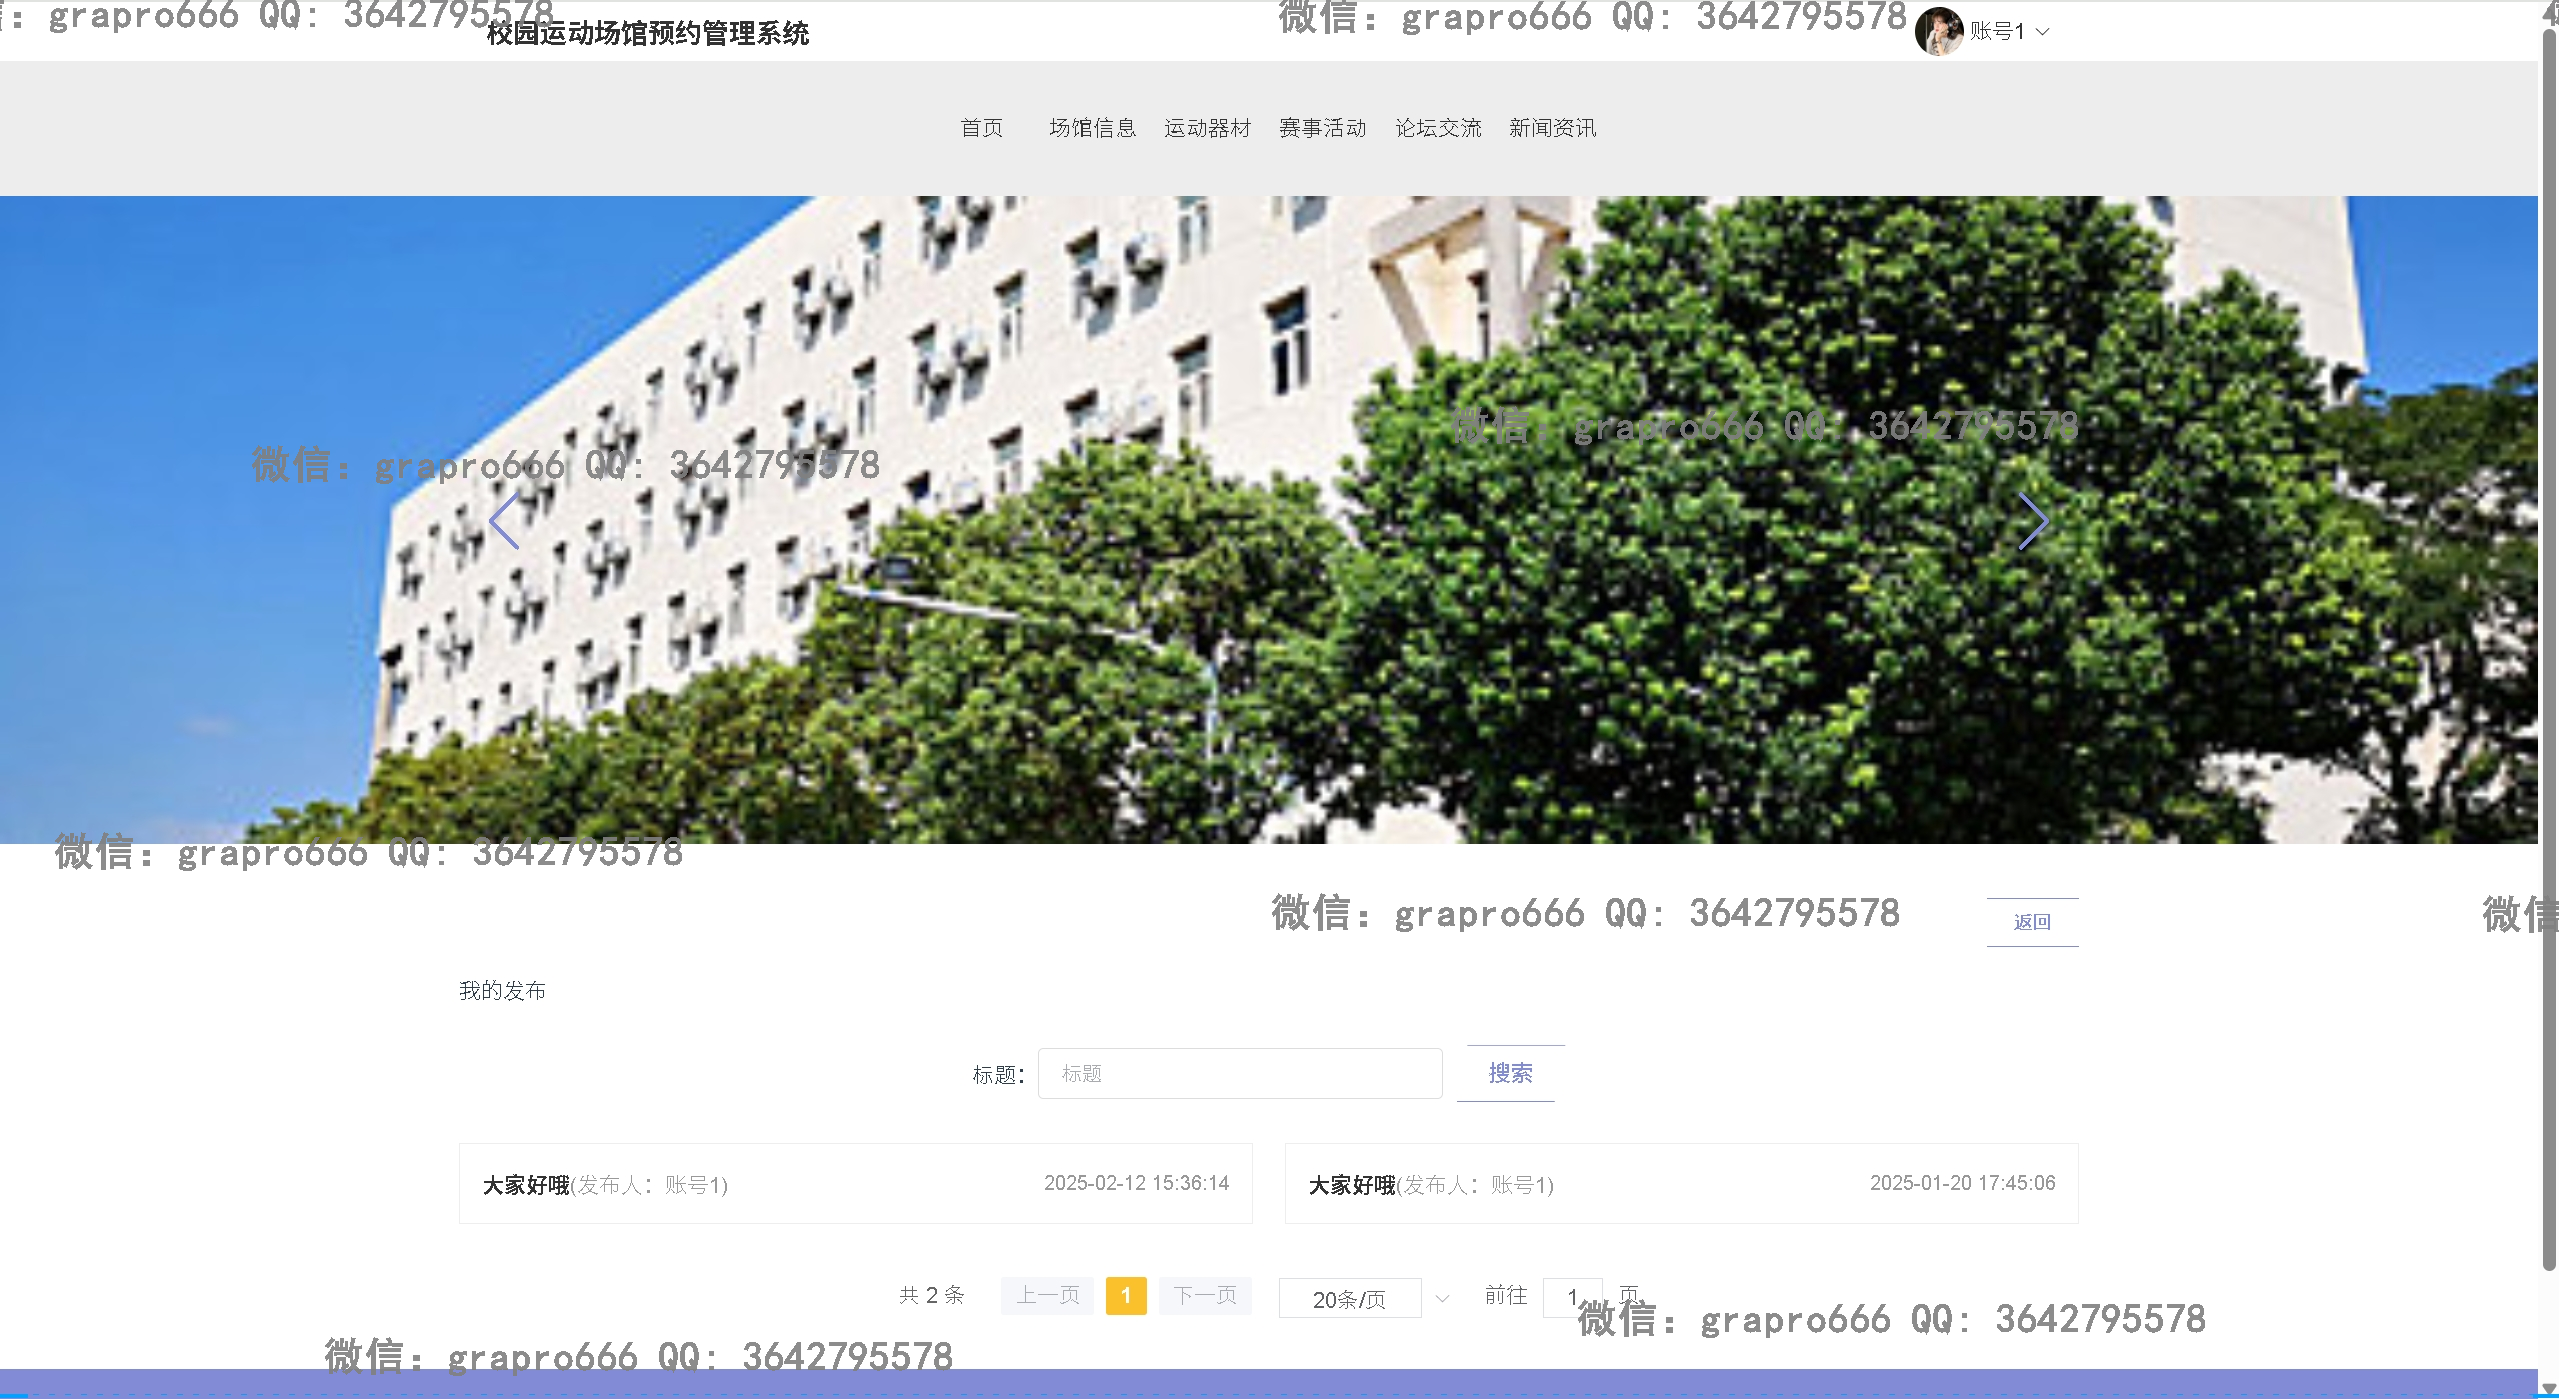 ：grapro666 QQ: 3642795578
微信：grapro666 QQ: 3642795578
校园运动场馆预约管理系统
账号1
首页 场馆信息 运动器材 赛事活动 论坛交流 新闻资讯
微信：grapro666 QQ: 3642795578
微信：grapro666 QQ: 3642795578
微信：grapro666 QQ: 3642795578
微信：grapro666 QQ: 3642795578
返回
微信
我的发布
标题：
标题
搜索
大家好哦(发布人：账号1) 2025-02-12 15:36:14
大家好哦(发布人：账号1) 2025-01-20 17:45:06
共 2 条 上一页 1 下一页 20条/页 前往 1 页
微信：grapro666 QQ: 3642795578
微信：grapro666 QQ: 3642795578